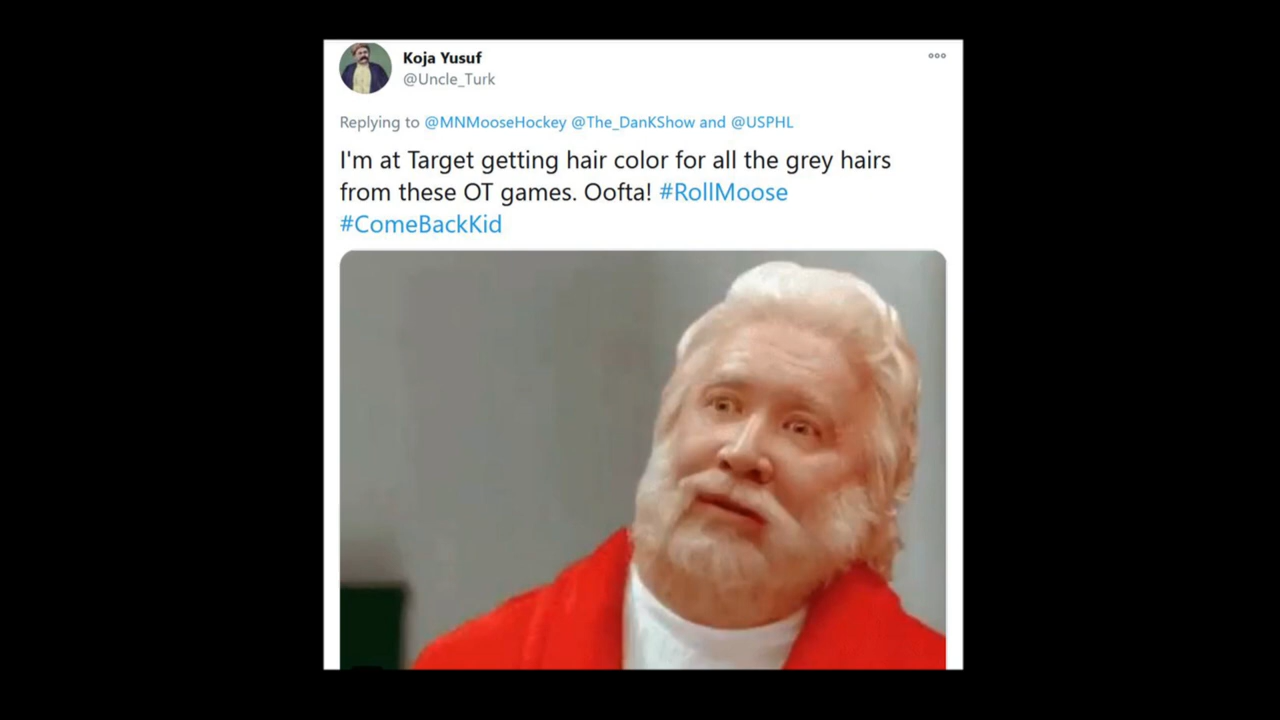 Koja Yusuf
@Uncle_Turk
Replying to @MNMooseHockey @The_DanKShow and @USPHL
I'm at Target getting hair color for all the grey hairs
from these OT games. Oofta! #RollMoose
#ComeBackKid